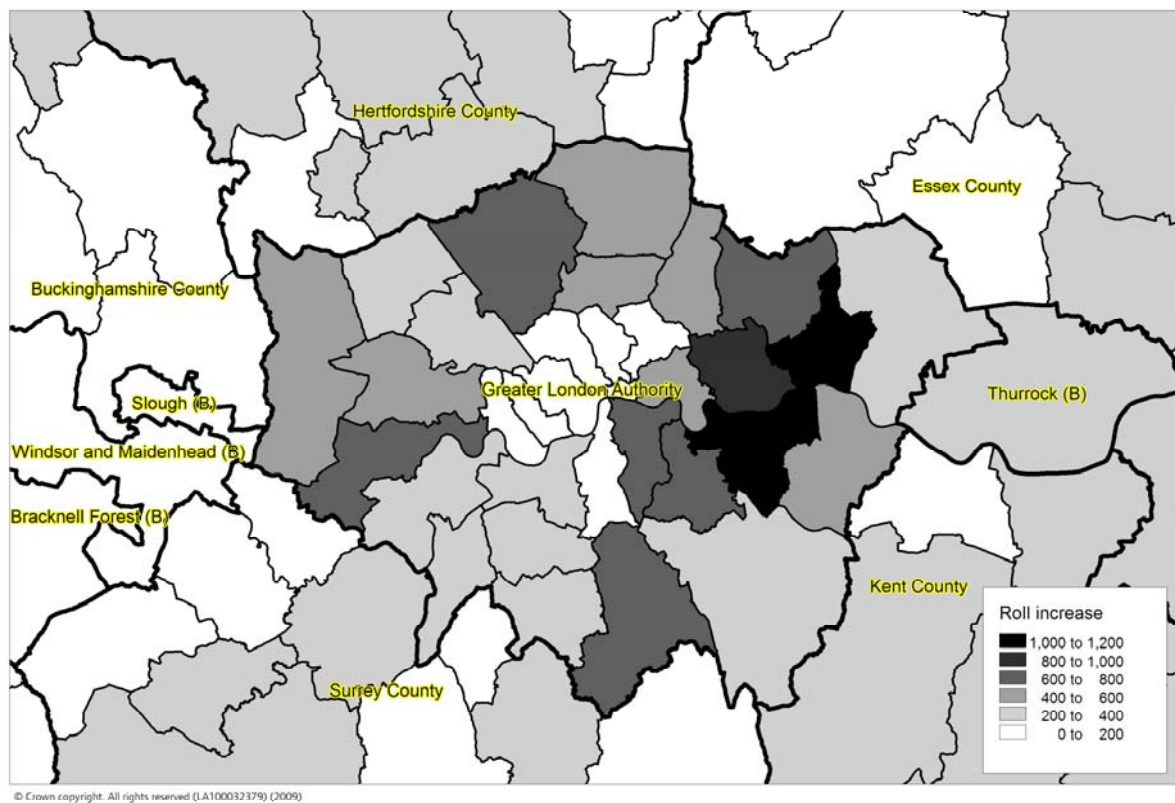 Hertfordshire County
Essex County
Buckinghamshire County
Greater London Authority
Thurrock (B)
Slough (B)
Windsor and Maidenhead (B)
Bracknell Forest (B)
Kent County
Surrey County
Roll increase
1,000 to 1,200
800 to 1,000
600 to 800
400 to 600
200 to 400
0 to 200
© Crown copyright. All rights reserved (LA100032379) (2009)